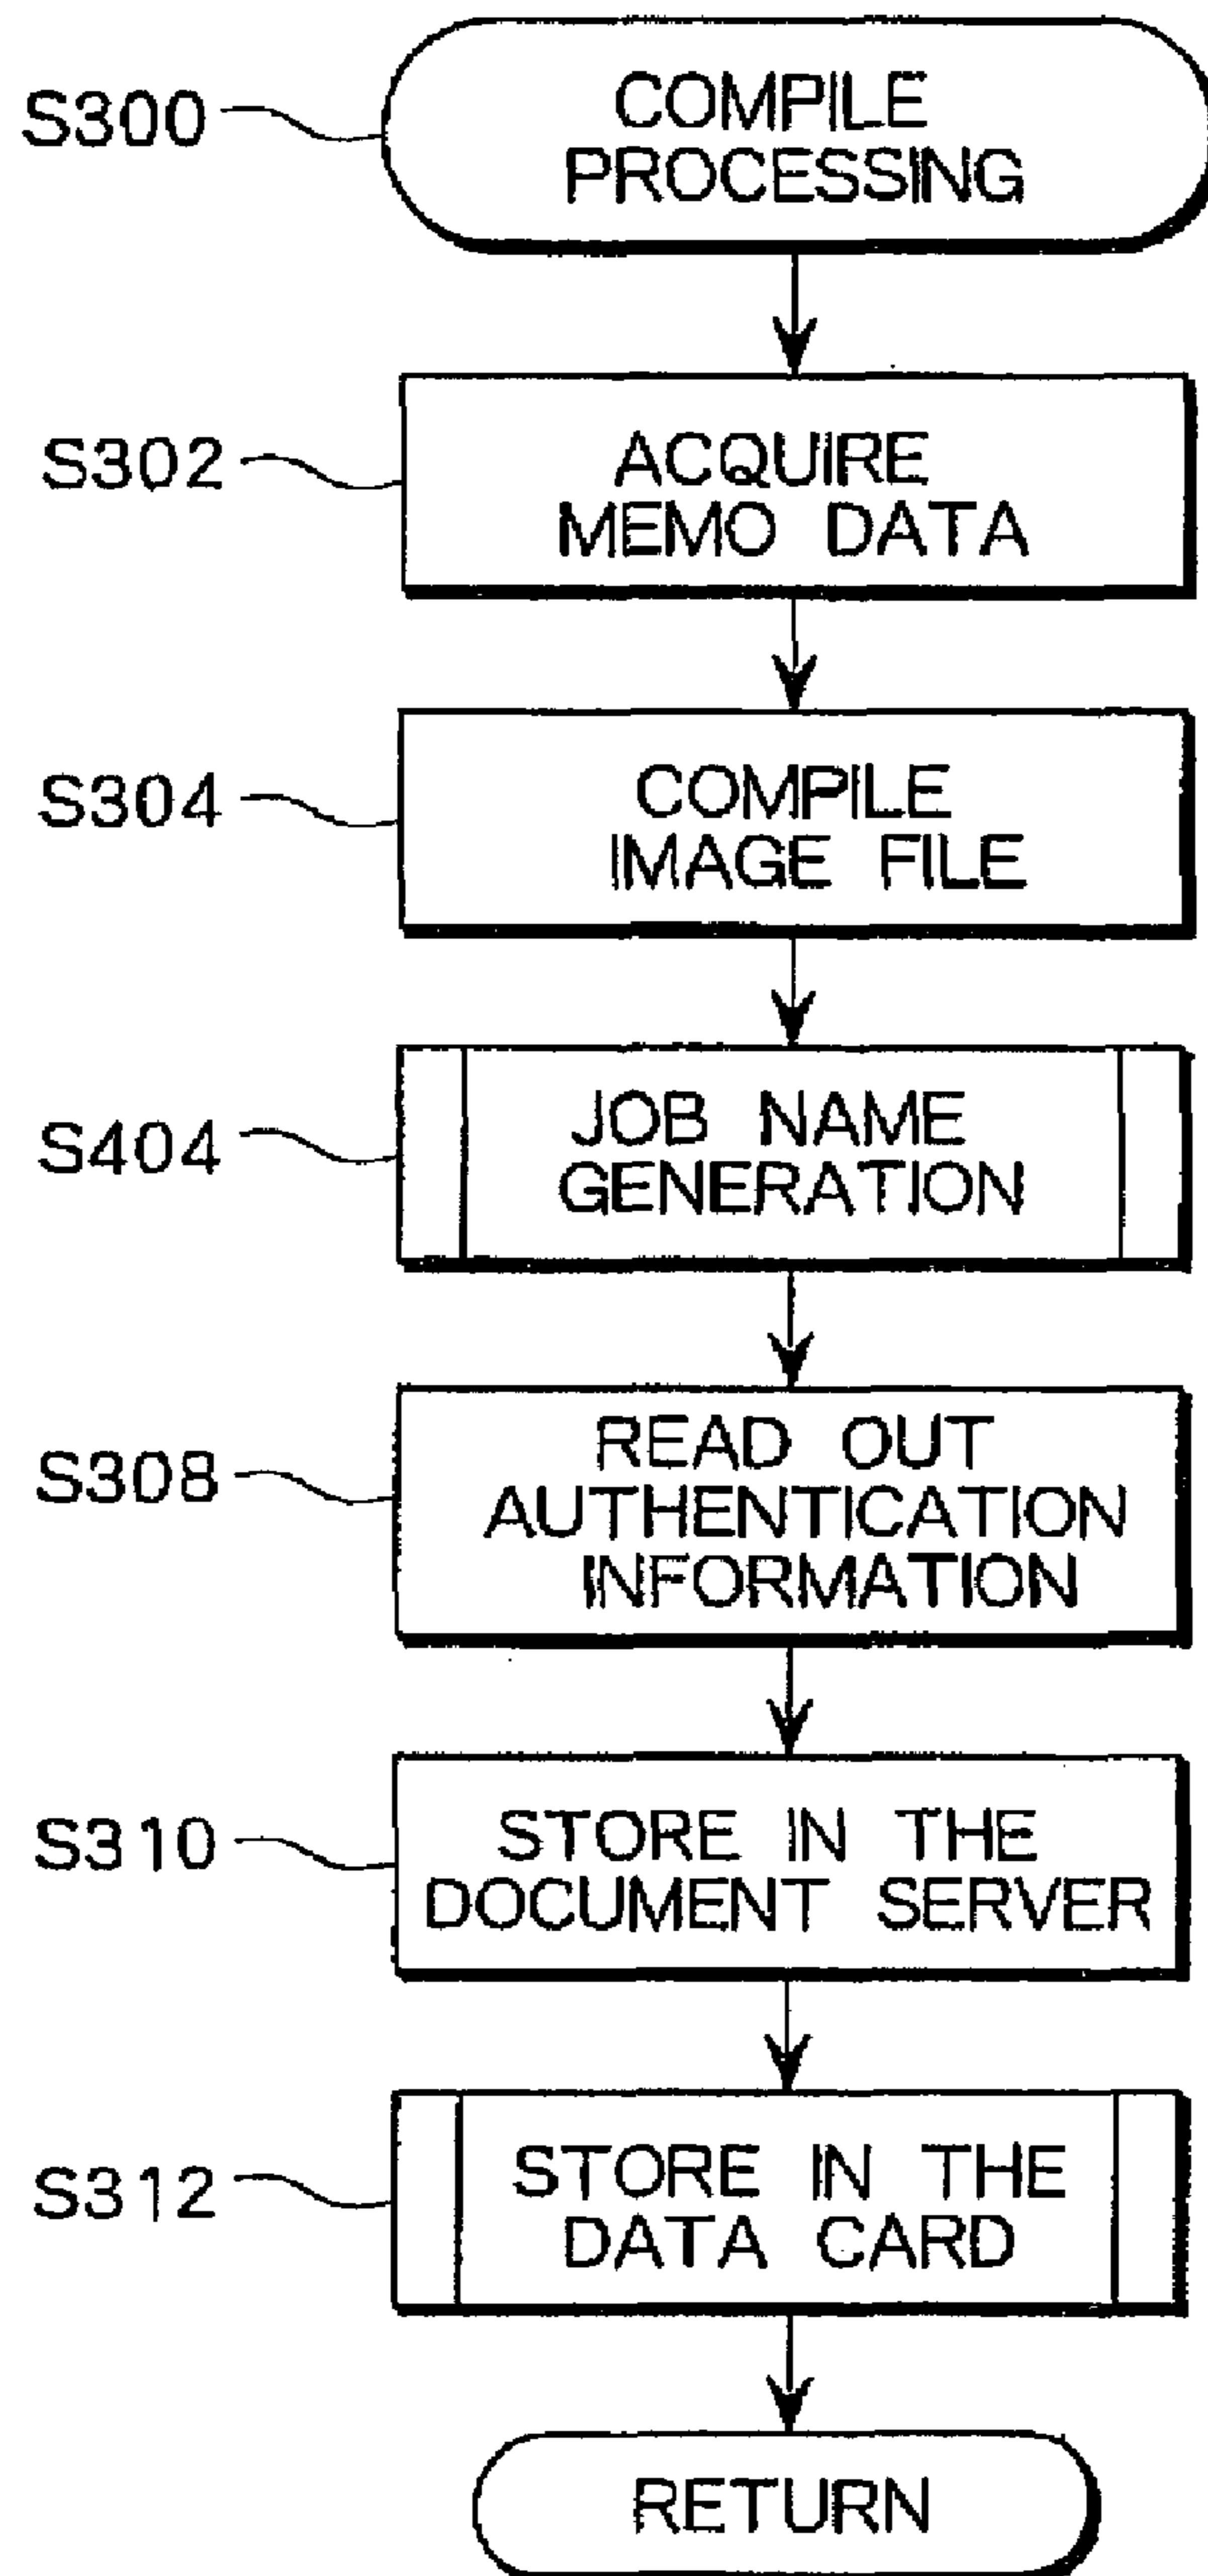 S300
COMPILE
PROCESSING
S302
ACQUIRE
MEMO DATA
S304
COMPILE
IMAGE FILE
S404
JOB NAME
GENERATION
S308
READ OUT
AUTHENTICATION
INFORMATION
S310
STORE IN THE
DOCUMENT SERVER
S312
STORE IN THE
DATA CARD
RETURN